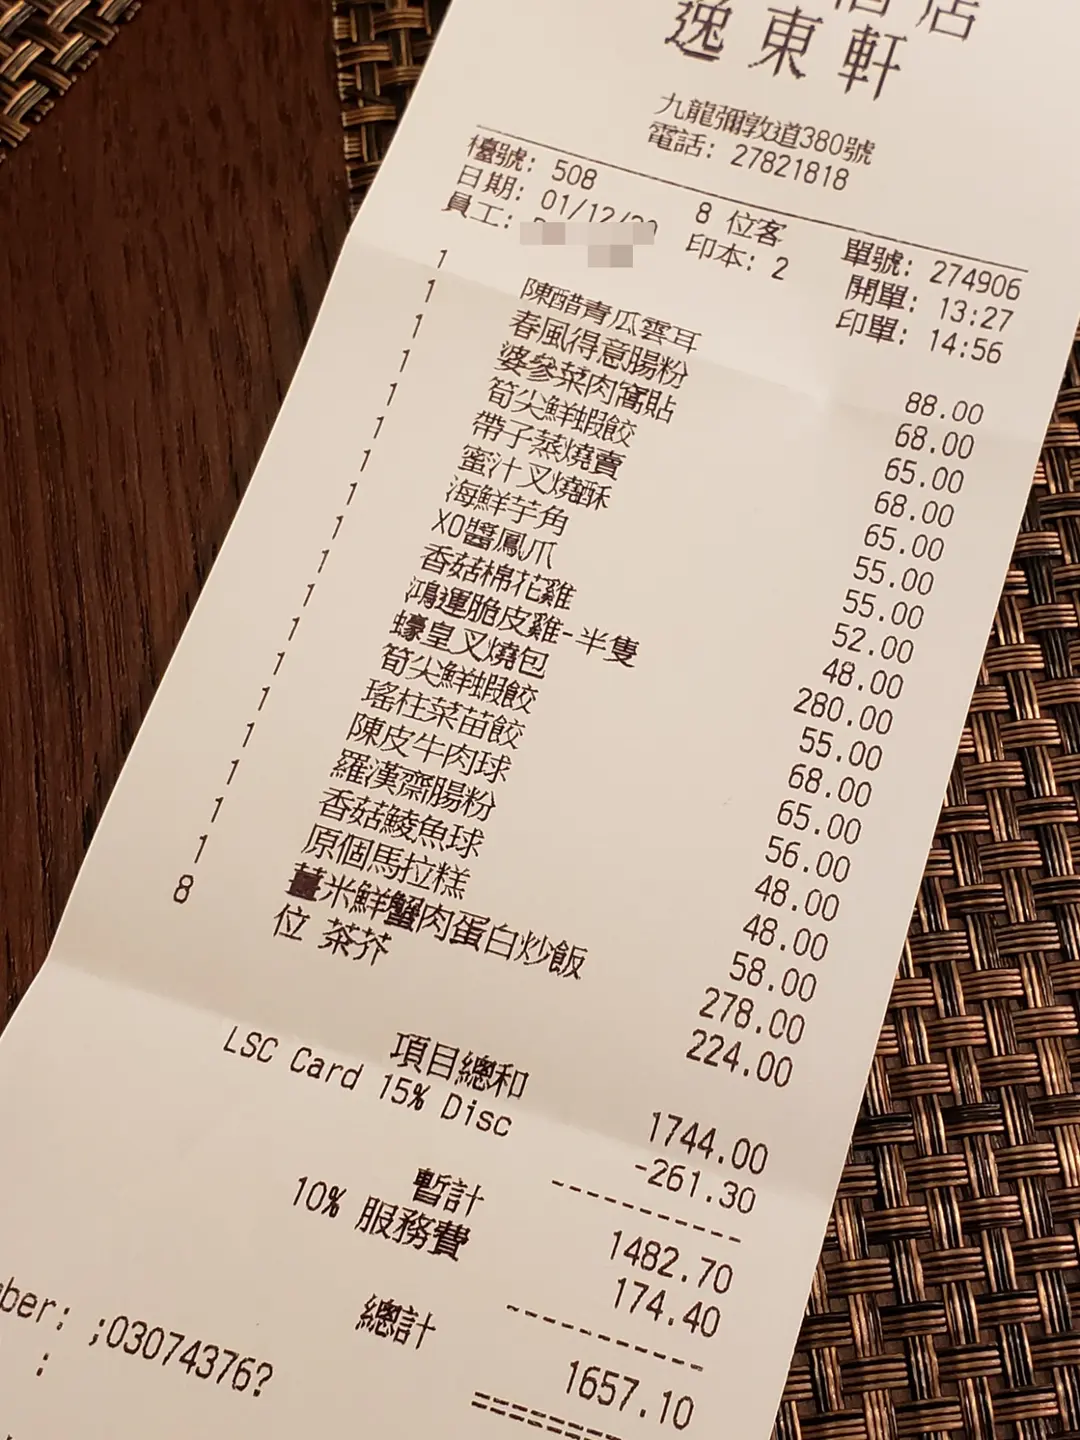 酒店
逸東軒
九龍彌敦道380號
電話: 27821818
檯號: 508 8 位客 單號: 274906
日期: 01/12/20 印本: 2 開單: 13:27
員工: 印單: 14:56
1 陳醋青瓜雲耳 88.00
1 春風得意腸粉 68.00
1 婆參菜肉窩貼 65.00
1 筍尖鮮蝦餃 68.00
1 帶子蒸燒賣 65.00
1 蜜汁叉燒酥 55.00
1 海鮮芋角 55.00
1 XO醬鳳爪 52.00
1 香菇棉花雞 48.00
1 鴻運脆皮雞-半隻 280.00
1 蠔皇叉燒包 55.00
1 筍尖鮮蝦餃 68.00
1 瑤柱菜苗餃 65.00
1 陳皮牛肉球 56.00
1 羅漢齋腸粉 48.00
1 香菇鯪魚球 48.00
1 原個馬拉糕 58.00
1 薑米鮮蟹肉蛋白炒飯 278.00
8 位 茶芥 224.00
項目總和 1744.00
LSC Card 15% Disc -261.30
暫計 1482.70
10% 服務費 174.40
總計 1657.10
ber: ;03074376?
: